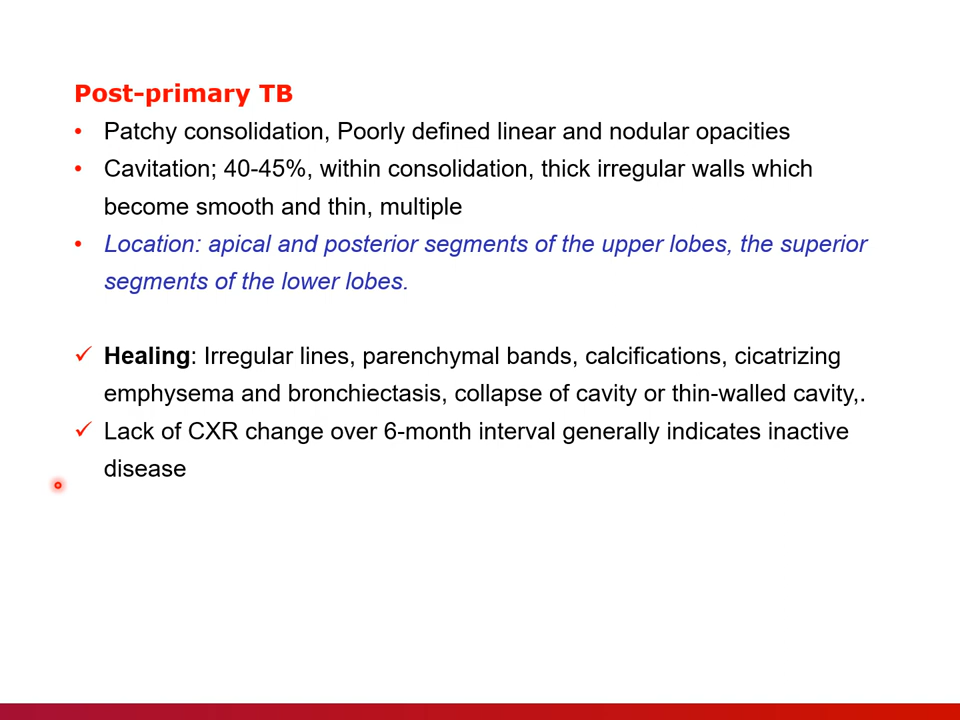 Post-primary TB
• Patchy consolidation, Poorly defined linear and nodular opacities
• Cavitation; 40-45%, within consolidation, thick irregular walls which
become smooth and thin, multiple
• Location: apical and posterior segments of the upper lobes, the superior
segments of the lower lobes.
✓ Healing: Irregular lines, parenchymal bands, calcifications, cicatrizing
emphysema and bronchiectasis, collapse of cavity or thin-walled cavity,.
✓ Lack of CXR change over 6-month interval generally indicates inactive
disease